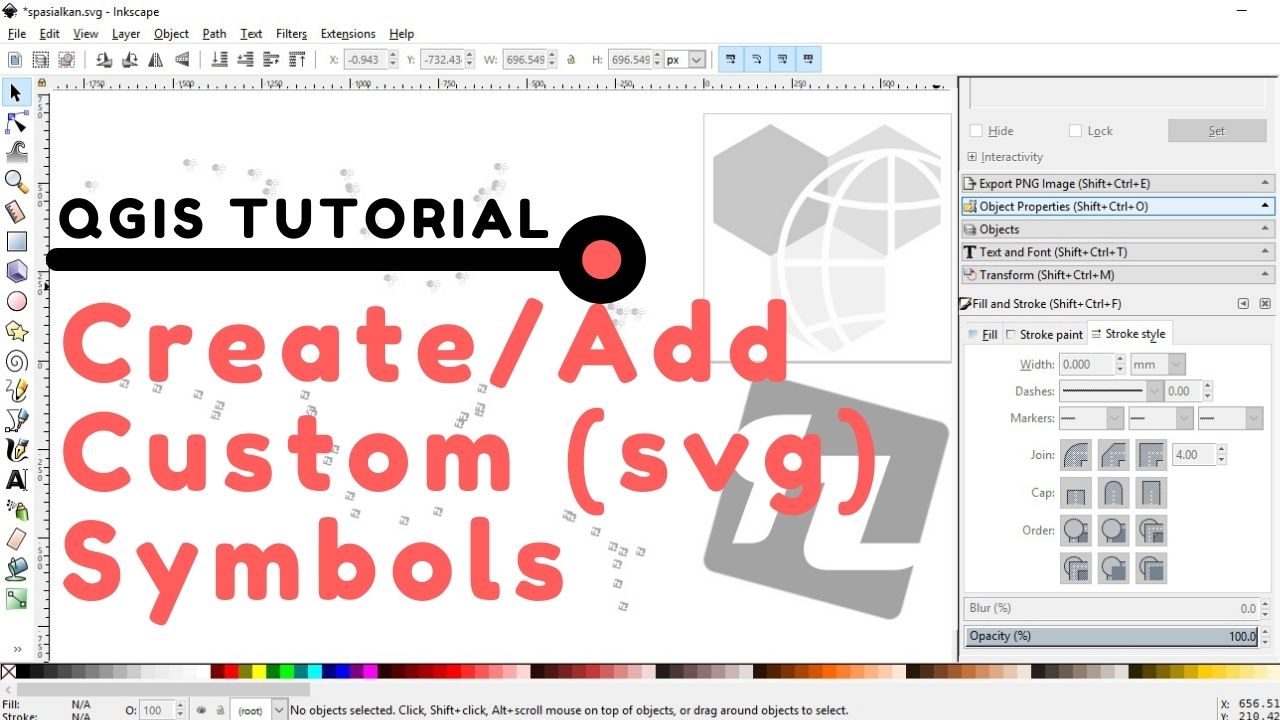 *spasialkan.svg - Inkscape
File Edit View Layer Object Path Text Filters Extensions Help
X: -0.943 Y: -732.43 W: 696.549 H: 696.549 px
-1750 -1500 -1250 -1000 -750 -500 -250 0 250 500
Hide Lock Set
Interactivity
Export PNG Image (Shift+Ctrl+E)
Object Properties (Shift+Ctrl+O)
Objects
Text and Font (Shift+Ctrl+T)
Transform (Shift+Ctrl+M)
Fill and Stroke (Shift+Ctrl+F)
Fill Stroke paint Stroke style
Width: 0.000 mm
Dashes: 0.00
Markers:
Join: 4.00
Cap:
Order:
Blur (%) 0.0
Opacity (%) 100.0
QGIS TUTORIAL
Create/Add
Custom (svg)
Symbols
Fill: N/A
Stroke: N/A
O: 100 (root) No objects selected. Click, Shift+click, Alt+scroll mouse on top of objects, or drag around objects to select.
X: 656.51
Y: 210.42